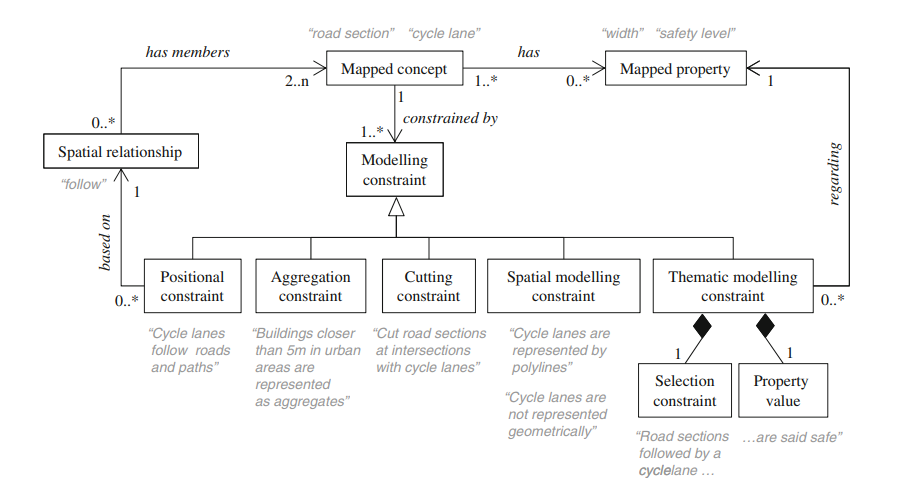 “road section” “cycle lane”
“width” “safety level”
has members
has
Mapped concept
Mapped property
2..n
1..*
0..*
1
1
constrained by
0..*
1..*
Spatial relationship
Modelling
constraint
regarding
“follow”
1
based on
Positional
constraint
Aggregation
constraint
Cutting
constraint
Spatial modelling
constraint
Thematic modelling
constraint
0..*
0..*
“Cycle lanes
follow roads
and paths”
“Buildings closer
than 5m in urban
areas are
represented
as aggregates”
“Cut road sections
at intersections
with cycle lanes”
“Cycle lanes are
represented by
polylines”
“Cycle lanes are
not represented
geometrically”
1
1
Selection
constraint
Property
value
“Road sections
followed by a
cyclelane ...
...are said safe”